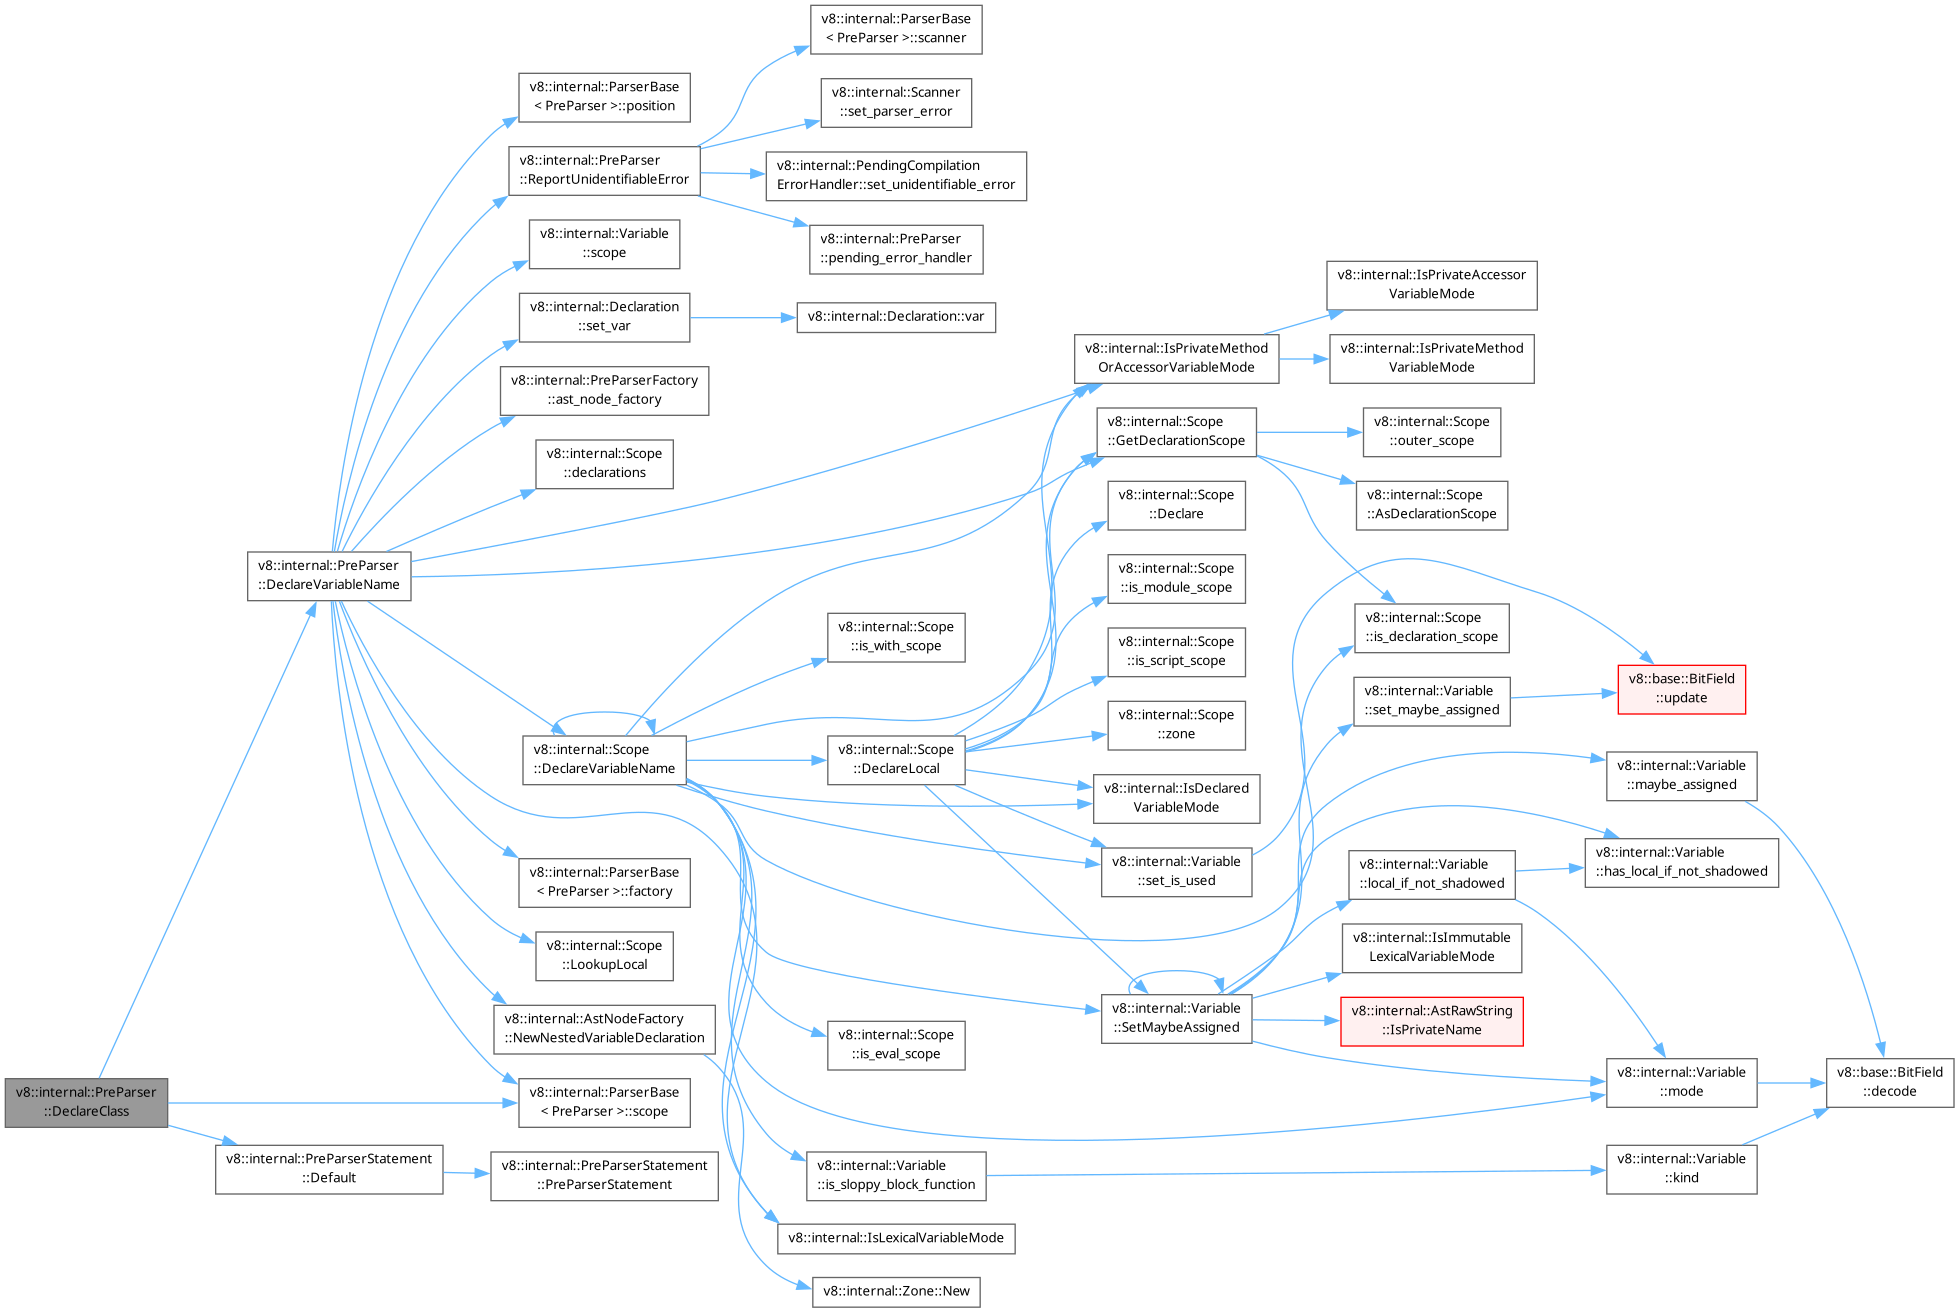 v8::internal::PreParser
::DeclareClass
v8::internal::PreParser
::DeclareVariableName
v8::internal::PreParserStatement
::Default
v8::internal::ParserBase
< PreParser >::position
v8::internal::PreParser
::ReportUnidentifiableError
v8::internal::Variable
::scope
v8::internal::Declaration
::set_var
v8::internal::PreParserFactory
::ast_node_factory
v8::internal::Scope
::declarations
v8::internal::Scope
::DeclareVariableName
v8::internal::ParserBase
< PreParser >::factory
v8::internal::Scope
::LookupLocal
v8::internal::AstNodeFactory
::NewNestedVariableDeclaration
v8::internal::ParserBase
< PreParser >::scope
v8::internal::PreParserStatement
::PreParserStatement
v8::internal::ParserBase
< PreParser >::scanner
v8::internal::Scanner
::set_parser_error
v8::internal::PendingCompilation
ErrorHandler::set_unidentifiable_error
v8::internal::PreParser
::pending_error_handler
v8::internal::Declaration::var
v8::internal::Scope
::is_with_scope
v8::internal::Scope
::DeclareLocal
v8::internal::Scope
::is_eval_scope
v8::internal::Variable
::is_sloppy_block_function
v8::internal::IsLexicalVariableMode
v8::internal::Zone::New
v8::internal::IsPrivateMethod
OrAccessorVariableMode
v8::internal::Scope
::GetDeclarationScope
v8::internal::Scope
::Declare
v8::internal::Scope
::is_module_scope
v8::internal::Scope
::is_script_scope
v8::internal::Scope
::zone
v8::internal::IsDeclared
VariableMode
v8::internal::Variable
::set_is_used
v8::internal::Variable
::SetMaybeAssigned
v8::internal::IsPrivateAccessor
VariableMode
v8::internal::IsPrivateMethod
VariableMode
v8::internal::Scope
::outer_scope
v8::internal::Scope
::AsDeclarationScope
v8::internal::Scope
::is_declaration_scope
v8::internal::Variable
::set_maybe_assigned
v8::internal::Variable
::local_if_not_shadowed
v8::internal::IsImmutable
LexicalVariableMode
v8::internal::AstRawString
::IsPrivateName
v8::base::BitField
::update
v8::internal::Variable
::maybe_assigned
v8::internal::Variable
::has_local_if_not_shadowed
v8::internal::Variable
::mode
v8::internal::Variable
::kind
v8::base::BitField
::decode